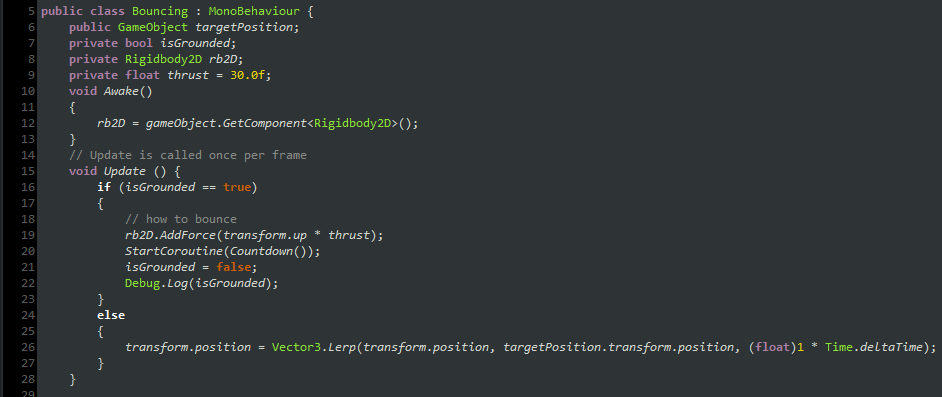 5 public class Bouncing : MonoBehaviour {
6     public GameObject targetPosition;
7     private bool isGrounded;
8     private Rigidbody2D rb2D;
9     private float thrust = 30.0f;
10     void Awake()
11     {
12         rb2D = gameObject.GetComponent<Rigidbody2D>();
13     }
14     // Update is called once per frame
15     void Update () {
16         if (isGrounded == true)
17         {
18             // how to bounce
19             rb2D.AddForce(transform.up * thrust);
20             StartCoroutine(Countdown());
21             isGrounded = false;
22             Debug.Log(isGrounded);
23         }
24         else
25         {
26             transform.position = Vector3.Lerp(transform.position, targetPosition.transform.position, (float)1 * Time.deltaTime);
27         }
28     }
29